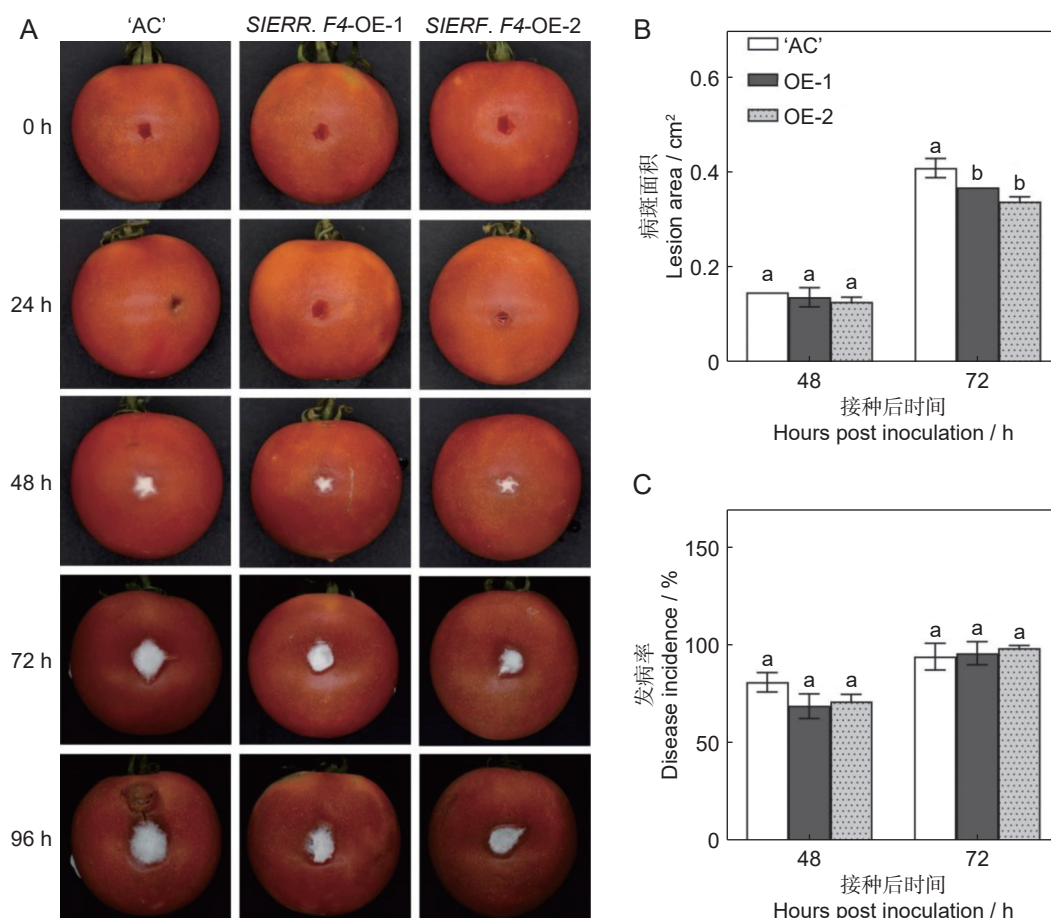 A
‘AC’ SlERR. F4-OE-1 SlERF. F4-OE-2
0 h
24 h
48 h
72 h
96 h
B
‘AC’
OE-1
OE-2
病斑面积
Lesion area / cm²
0.6
0.4
0.2
0
a a a
a b b
48 72
接种后时间
Hours post inoculation / h
C
发病率
Disease incidence / %
150
100
50
0
a a a
a a a
48 72
接种后时间
Hours post inoculation / h